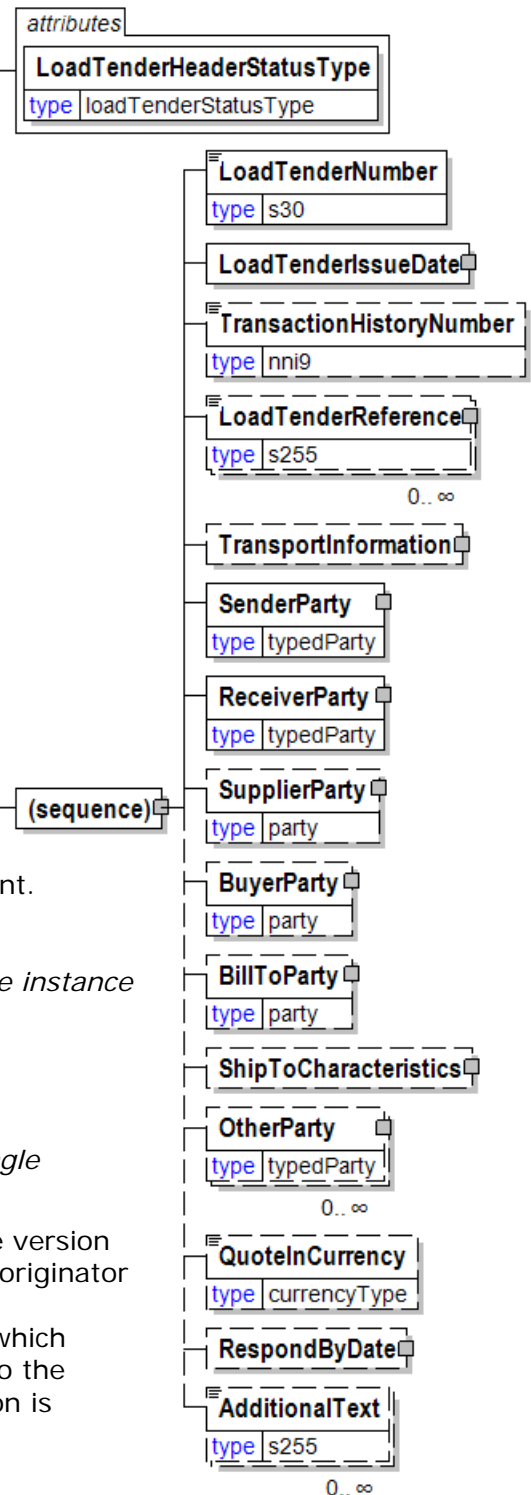 attributes
LoadTenderHeaderStatusType
type loadTenderStatusType
LoadTenderNumber
type s30
LoadTenderIssueDate
TransactionHistoryNumber
type nni9
LoadTenderReference
type s255
0.. ∞
TransportInformation
SenderParty
type typedParty
ReceiverParty
type typedParty
(sequence)
SupplierParty
type party
BuyerParty
type party
BillToParty
type party
ShipToCharacteristics
OtherParty
type typedParty
0.. ∞
QuoteInCurrency
type currencyType
RespondByDate
AdditionalText
type s255
0.. ∞
nt.
e instance
gle
e version
originator
which
o the
on is